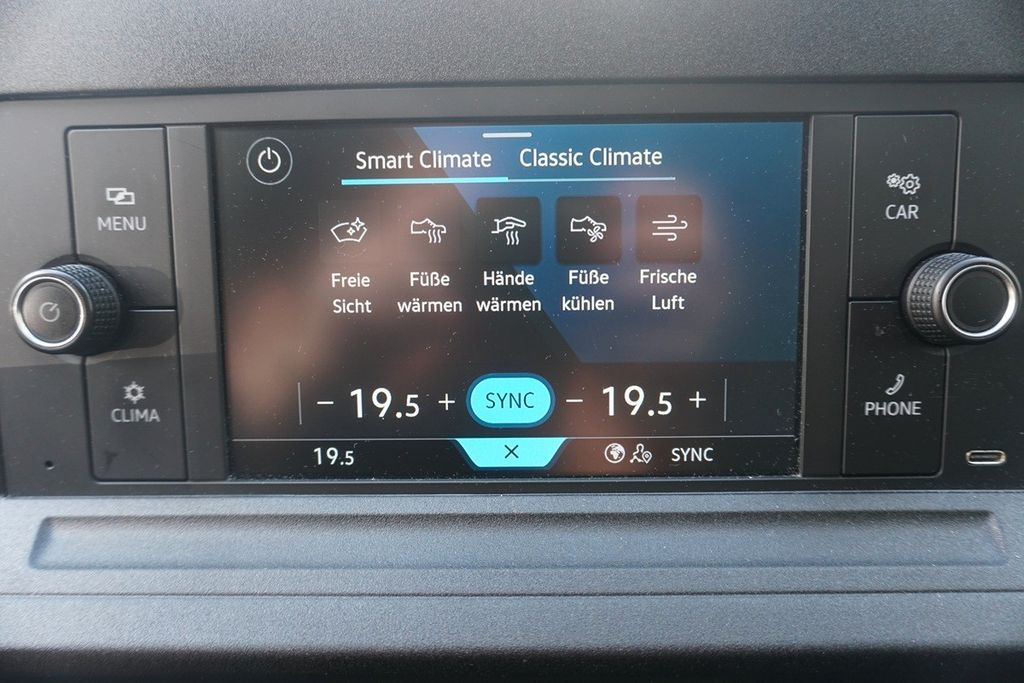 Smart Climate Classic Climate
MENU
CAR
Freie Sicht
Füße wärmen
Hände wärmen
Füße kühlen
Frische Luft
− 19.5 + SYNC − 19.5 +
CLIMA
PHONE
19.5 × SYNC